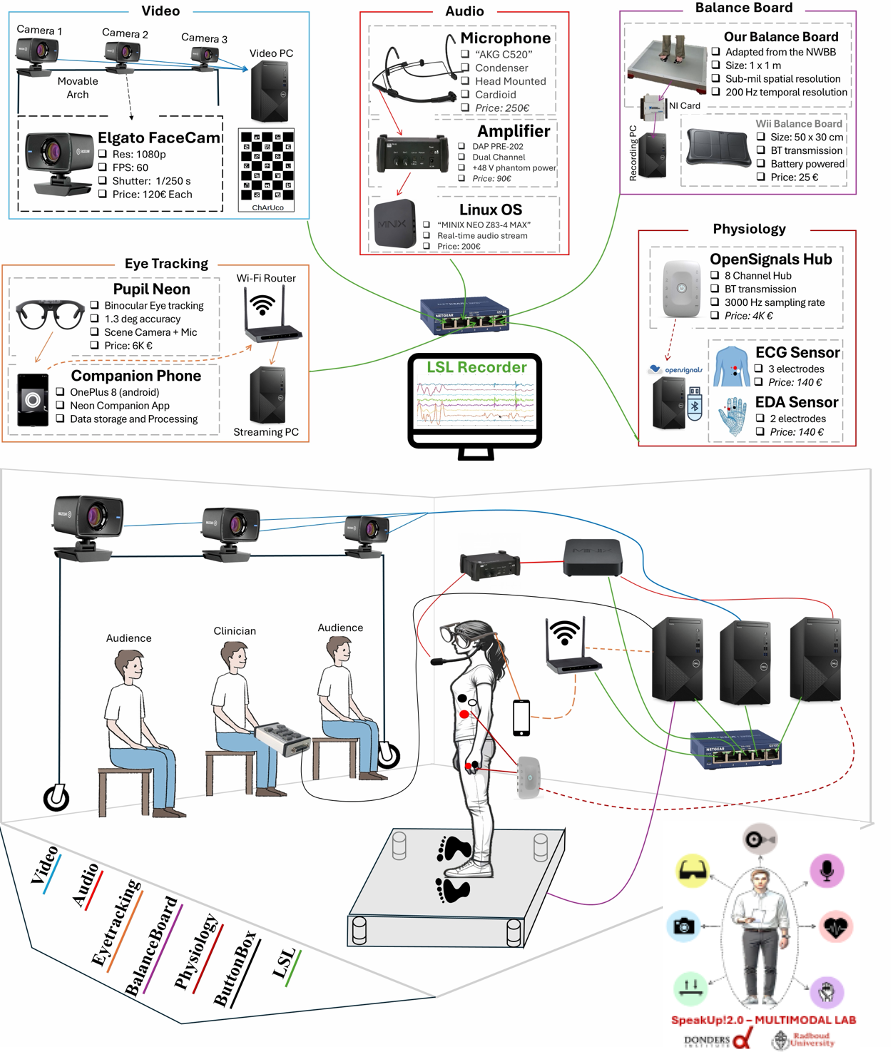 Video
Camera 1
Camera 2
Camera 3
Video PC
Movable
Arch
Elgato FaceCam
Res: 1080p
FPS: 60
Shutter: 1/250 s
Price: 120€ Each
ChArUco
Audio
Microphone
“AKG C520”
Condenser
Head Mounted
Cardioid
Price: 250€
Amplifier
DAP PRE-202
Dual Channel
+48 V phantom power
Price: 90€
Linux OS
“MINIX NEO Z83-4 MAX”
Real-time audio stream
Price: 200€
Balance Board
Our Balance Board
Adapted from the NWBB
Size: 1 x 1 m
Sub-mil spatial resolution
200 Hz temporal resolution
NI Card
Recording PC
Wii Balance Board
Size: 50 x 30 cm
BT transmission
Battery powered
Price: 25 €
Eye Tracking
Pupil Neon
Binocular Eye tracking
1.3 deg accuracy
Scene Camera + Mic
Price: 6K €
Wi-Fi Router
Companion Phone
OnePlus 8 (android)
Neon Companion App
Data storage and Processing
Streaming PC
NETGEAR
LSL Recorder
Physiology
OpenSignals Hub
8 Channel Hub
BT transmission
3000 Hz sampling rate
Price: 4K €
opensignals
ECG Sensor
3 electrodes
Price: 140 €
EDA Sensor
2 electrodes
Price: 140 €
Audience
Clinician
Audience
NETGEAR
Video
Audio
Eyetracking
BalanceBoard
Physiology
ButtonBox
LSL
SpeakUp!2.0 – MULTIMODAL LAB
DONDERS
INSTITUTE
Radboud
University